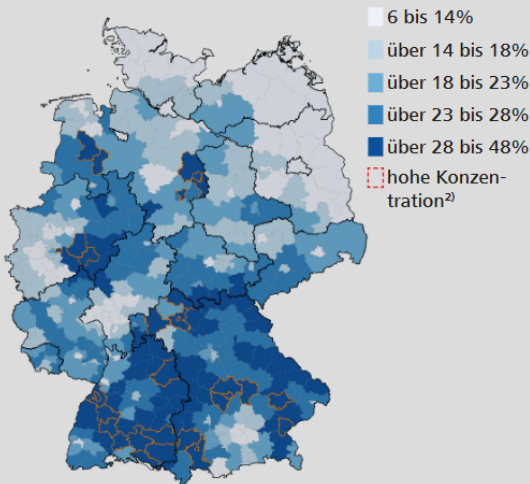 6 bis 14%
über 14 bis 18%
über 18 bis 23%
über 23 bis 28%
über 28 bis 48%
hohe Konzen-
tration²⁾